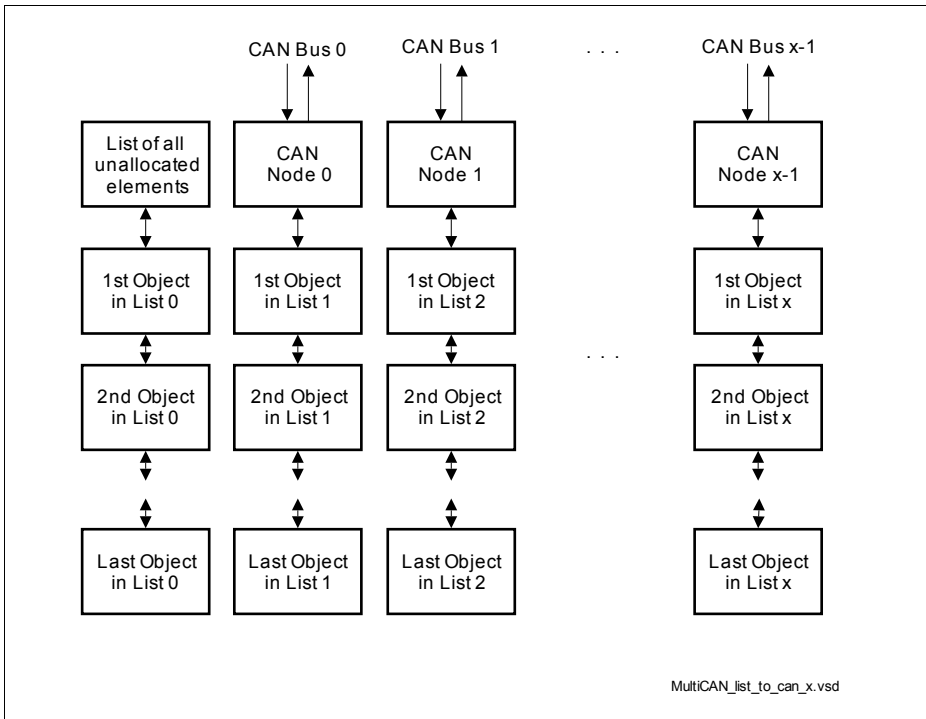 CAN Bus 0
CAN Bus 1
. . .
CAN Bus x-1
List of all
unallocated
elements
CAN
Node 0
CAN
Node 1
CAN
Node x-1
1st Object
in List 0
1st Object
in List 1
1st Object
in List 2
1st Object
in List x
. . .
2nd Object
in List 0
2nd Object
in List 1
2nd Object
in List 2
2nd Object
in List x
Last Object
in List 0
Last Object
in List 1
Last Object
in List 2
Last Object
in List x
MultiCAN_list_to_can_x.vsd